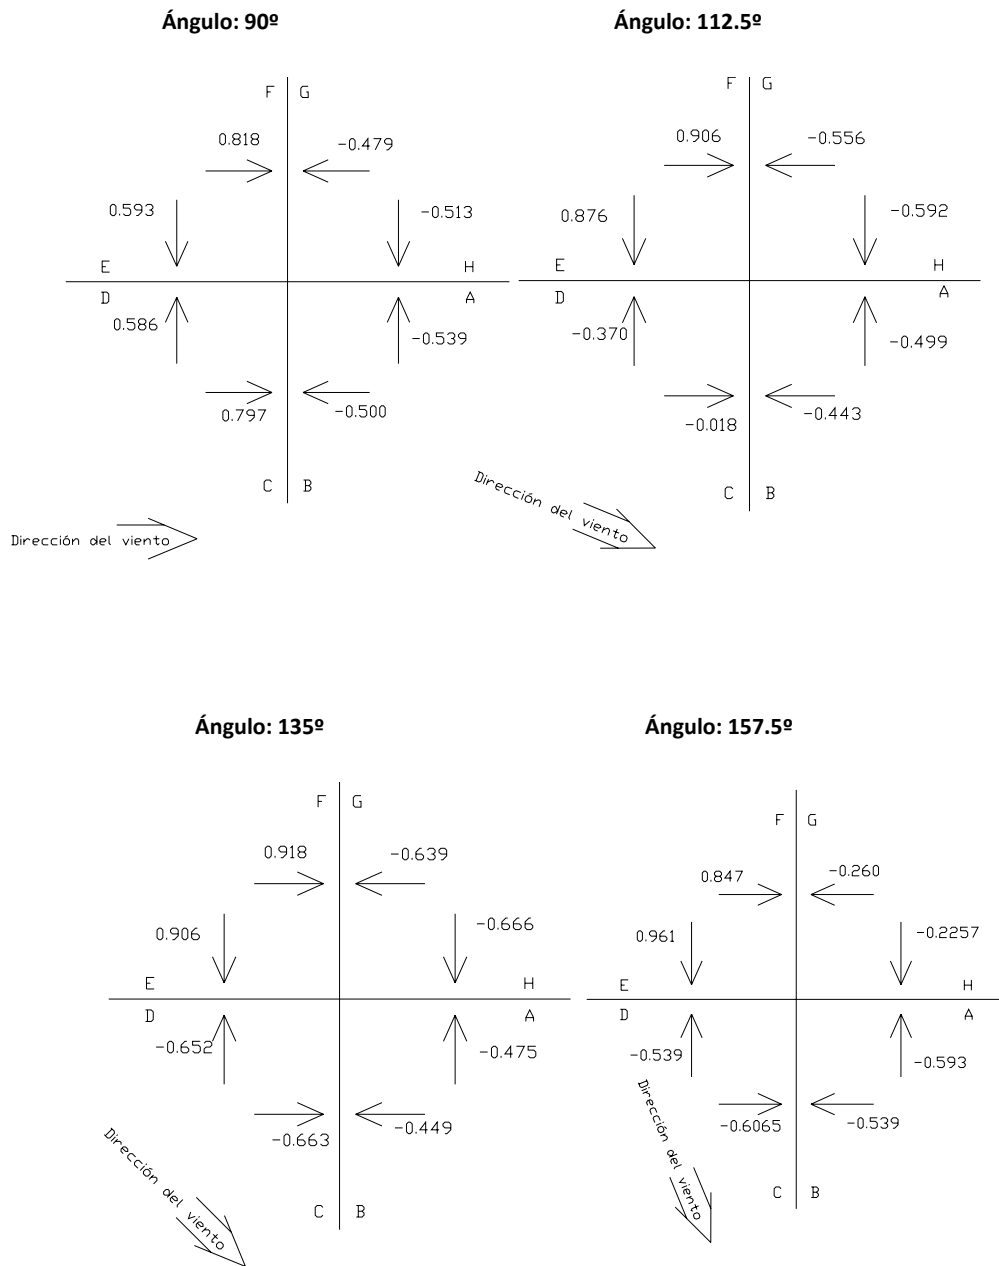 Ángulo: 90º
F G
0.818 -0.479
0.593 -0.513
E H
D A
0.586 -0.539
0.797 -0.500
C B
Dirección del viento
Ángulo: 112.5º
F G
0.906 -0.556
0.876 -0.592
E H
D A
-0.370 -0.499
-0.018 -0.443
C B
Dirección del viento
Ángulo: 135º
F G
0.918 -0.639
0.906 -0.666
E H
D A
-0.652 -0.475
-0.663 -0.449
C B
Dirección del viento
Ángulo: 157.5º
F G
0.847 -0.260
0.961 -0.2257
E H
D A
-0.539 -0.593
-0.6065 -0.539
C B
Dirección del viento